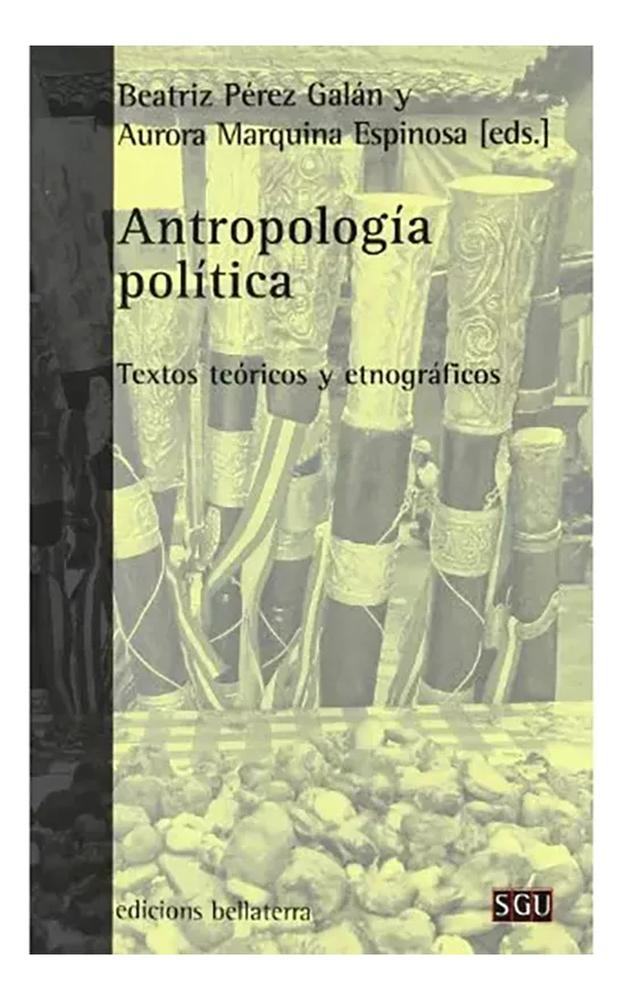 Beatriz Pérez Galán y
Aurora Marquina Espinosa [eds.]
Antropología
política
Textos teóricos y etnográficos
edicions bellaterra
SGU